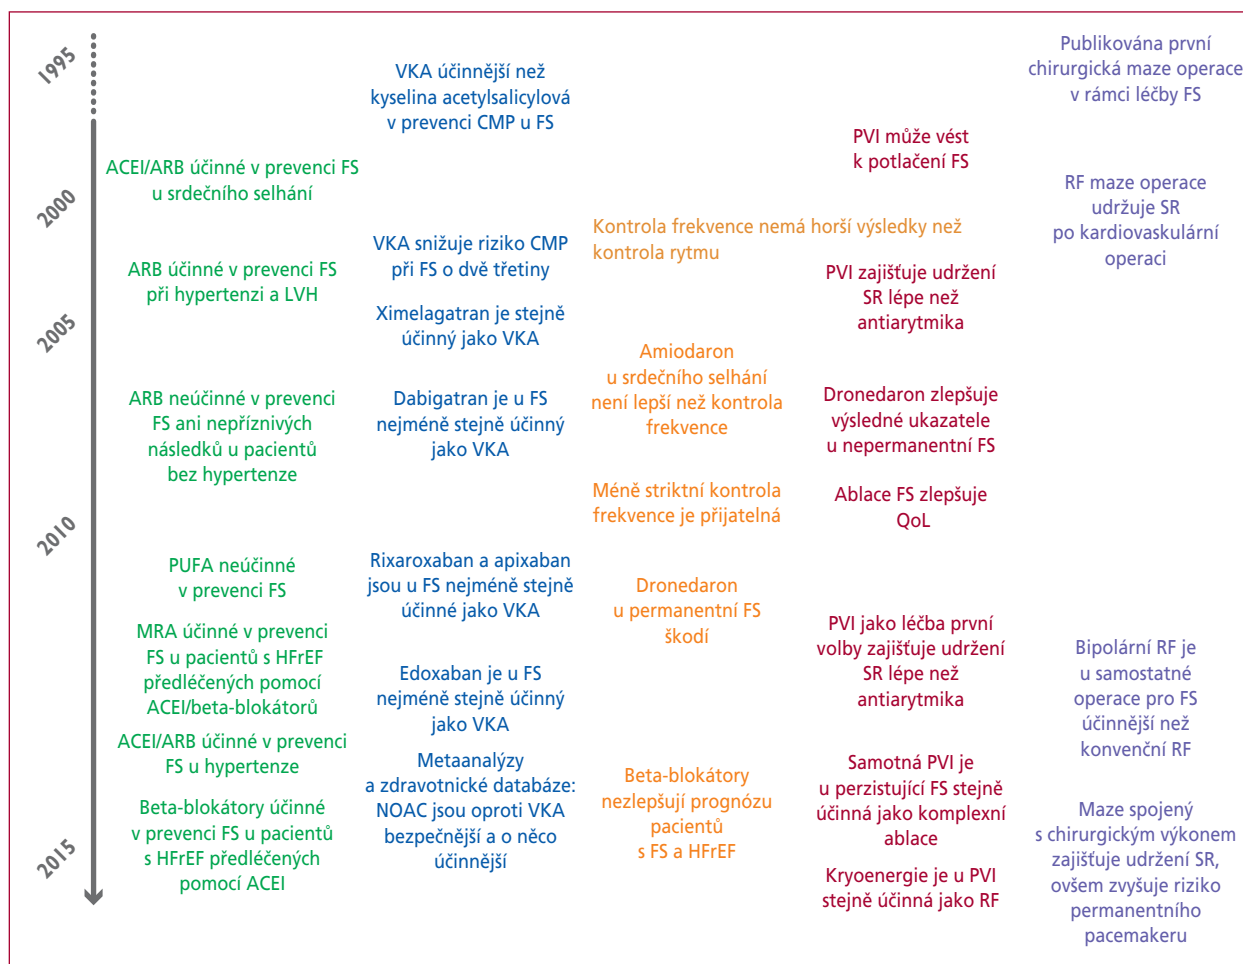 1995
2000
2005
2010
2015
ACEI/ARB účinné v prevenci FS
u srdečního selhání
ARB účinné v prevenci FS
při hypertenzi a LVH
ARB neúčinné v prevenci
FS ani nepříznivých
následků u pacientů
bez hypertenze
PUFA neúčinné
v prevenci FS
MRA účinné v prevenci
FS u pacientů s HFrEF
předléčených pomocí
ACEI/beta-blokátorů
ACEI/ARB účinné v prevenci
FS u hypertenze
Beta-blokátory účinné
v prevenci FS u pacientů
s HFrEF předléčených
pomocí ACEI
VKA účinnější než
kyselina acetylsalicylová
v prevenci CMP u FS
VKA snižuje riziko CMP
při FS o dvě třetiny
Ximelagatran je stejně
účinný jako VKA
Dabigatran je u FS
nejméně stejně účinný
jako VKA
Rixaroxaban a apixaban
jsou u FS nejméně stejně
účinné jako VKA
Edoxaban je u FS
nejméně stejně účinný
jako VKA
Metaanalýzy
a zdravotnické databáze:
NOAC jsou oproti VKA
bezpečnější a o něco
účinnější
Kontrola frekvence nemá horší výsledky než
kontrola rytmu
Amiodaron
u srdečního selhání
není lepší než kontrola
frekvence
Méně striktní kontrola
frekvence je přijatelná
Dronedaron
u permanentní FS
škodí
Beta-blokátory
nezlepšují prognózu
pacientů
s FS a HFrEF
PVI může vést
k potlačení FS
PVI zajišťuje udržení
SR lépe než
antiarytmika
Dronedaron zlepšuje
výsledné ukazatele
u nepermanentní FS
Ablace FS zlepšuje
QoL
PVI jako léčba první
volby zajišťuje udržení
SR lépe než
antiarytmika
Samotná PVI je
u perzistující FS stejně
účinná jako komplexní
ablace
Kryoenergie je u PVI
stejně účinná jako RF
Publikována první
chirurgická maze operace
v rámci léčby FS
RF maze operace
udržuje SR
po kardiovaskulární
operaci
Bipolární RF je
u samostatné
operace pro FS
účinnější než
konvenční RF
Maze spojený
s chirurgickým výkonem
zajišťuje udržení SR,
ovšem zvyšuje riziko
permanentního
pacemakeru